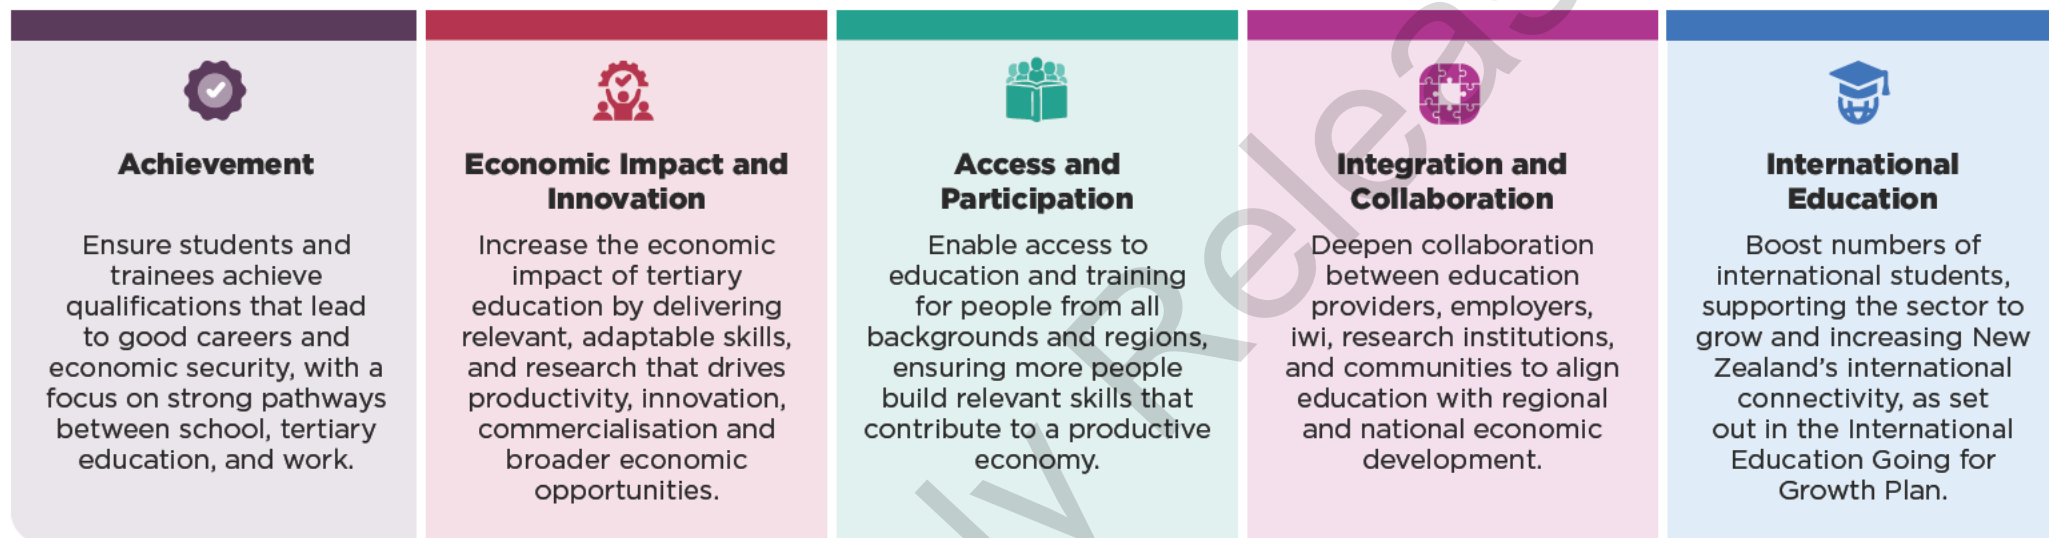 Achievement
Ensure students and
trainees achieve
qualifications that lead
to good careers and
economic security, with a
focus on strong pathways
between school, tertiary
education, and work.
Economic Impact and
Innovation
Increase the economic
impact of tertiary
education by delivering
relevant, adaptable skills,
and research that drives
productivity, innovation,
commercialisation and
broader economic
opportunities.
Access and
Participation
Enable access to
education and training
for people from all
backgrounds and regions,
ensuring more people
build relevant skills that
contribute to a productive
economy.
Integration and
Collaboration
Deepen collaboration
between education
providers, employers,
iwi, research institutions,
and communities to align
education with regional
and national economic
development.
International
Education
Boost numbers of
international students,
supporting the sector to
grow and increasing New
Zealand’s international
connectivity, as set
out in the International
Education Going for
Growth Plan.